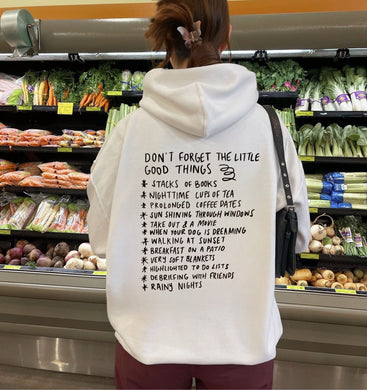 DON'T FORGET THE LITTLE
GOOD THINGS
* STACKS OF BOOKS
* NIGHTTIME CUPS OF TEA
* PROLONGED COFFEE DATES
* SUN SHINING THROUGH WINDOWS
* TAKE OUT & A MOVIE
* WHEN YOUR DOG IS DREAMING
* WALKING AT SUNSET
* BREAKFAST ON A PATIO
* VERY SOFT BLANKETS
* HIGHLIGHTED TO DO LISTS
* DEBRIEFING WITH FRIENDS
* RAINY NIGHTS